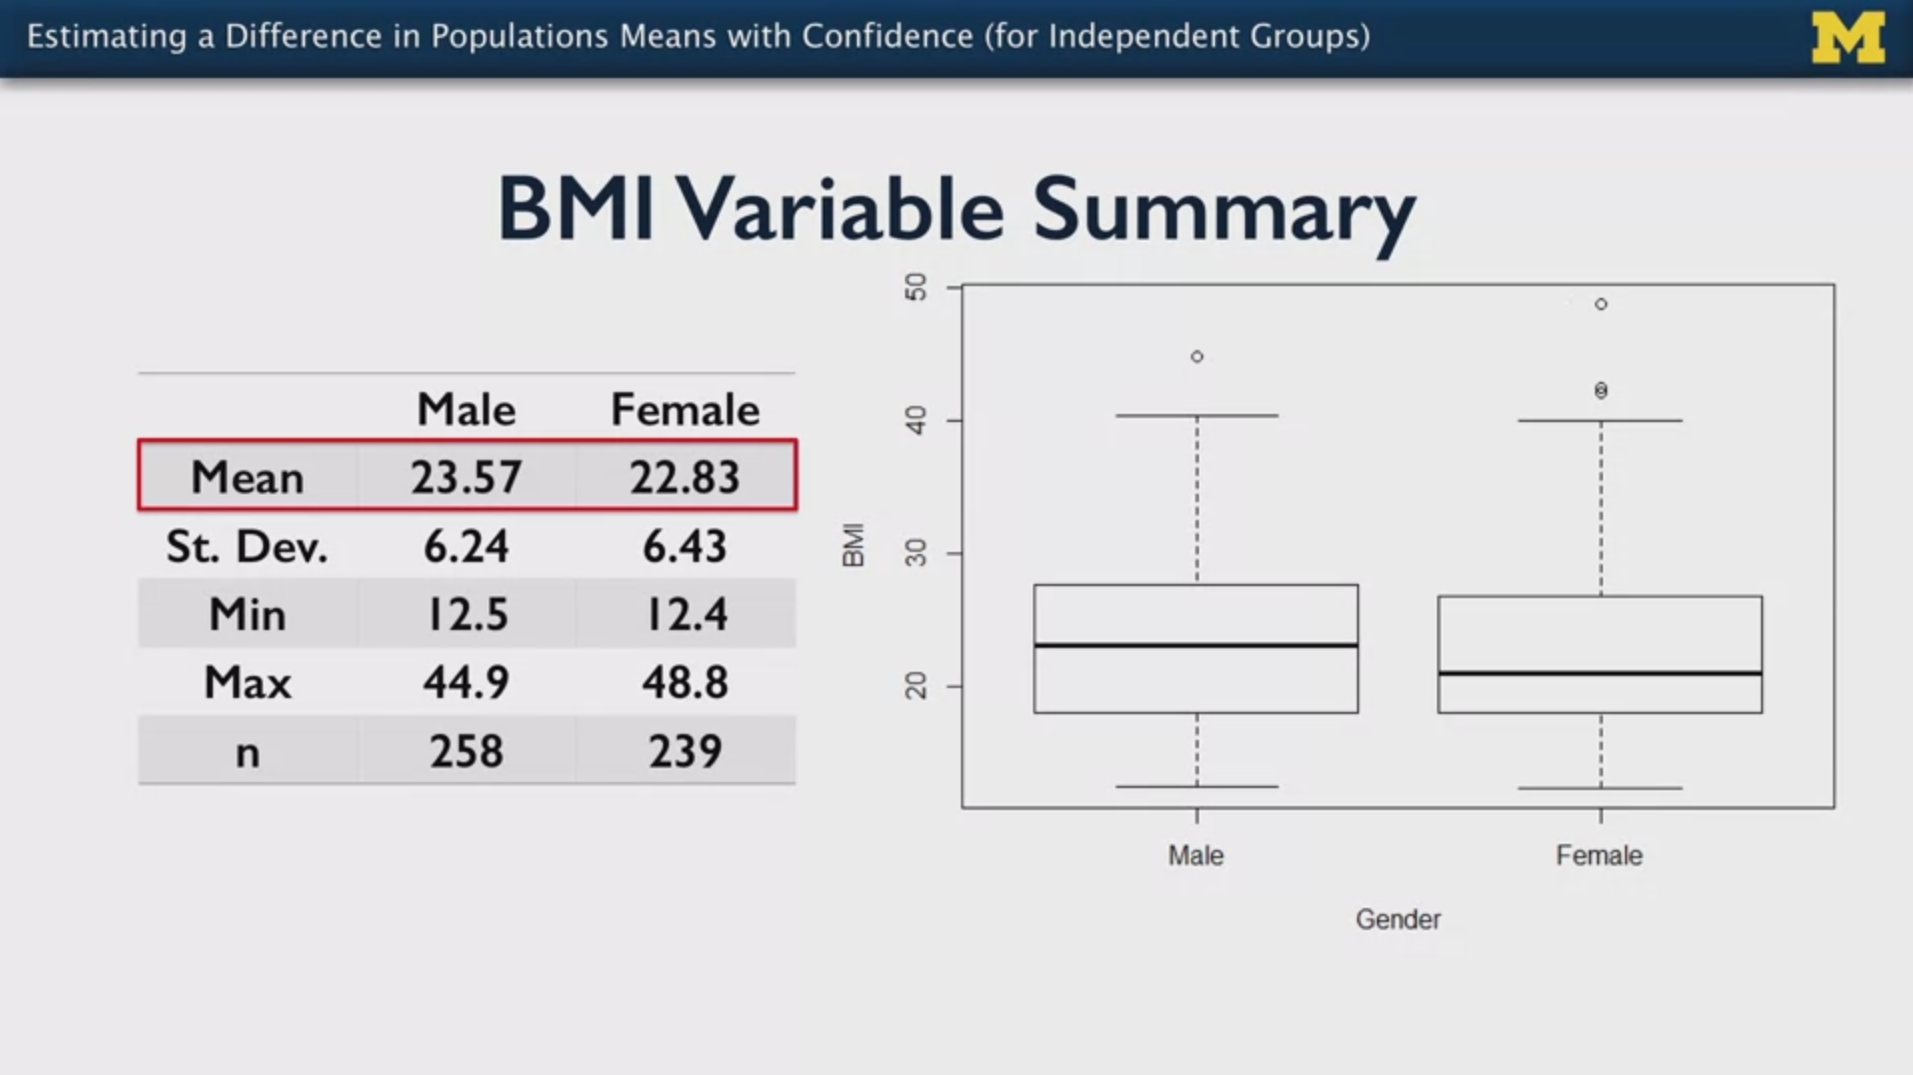 Estimating a Difference in Populations Means with Confidence (for Independent Groups)
M
BMI Variable Summary
Male Female
Mean 23.57 22.83
St. Dev. 6.24 6.43
Min 12.5 12.4
Max 44.9 48.8
n 258 239
50
40
30
20
BMI
Male Female
Gender